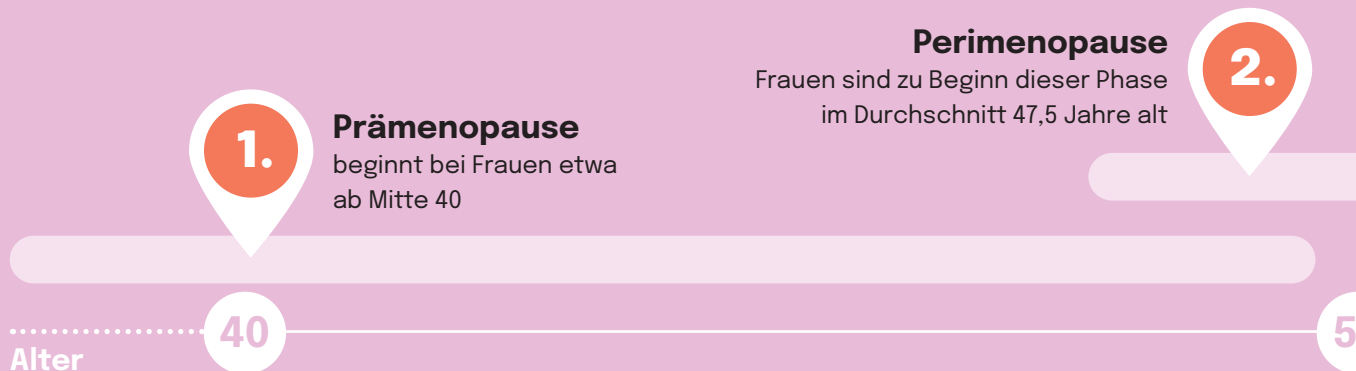 1.
Prämenopause
beginnt bei Frauen etwa
ab Mitte 40
Perimenopause
Frauen sind zu Beginn dieser Phase
im Durchschnitt 47,5 Jahre alt
2.
40
5
Alter